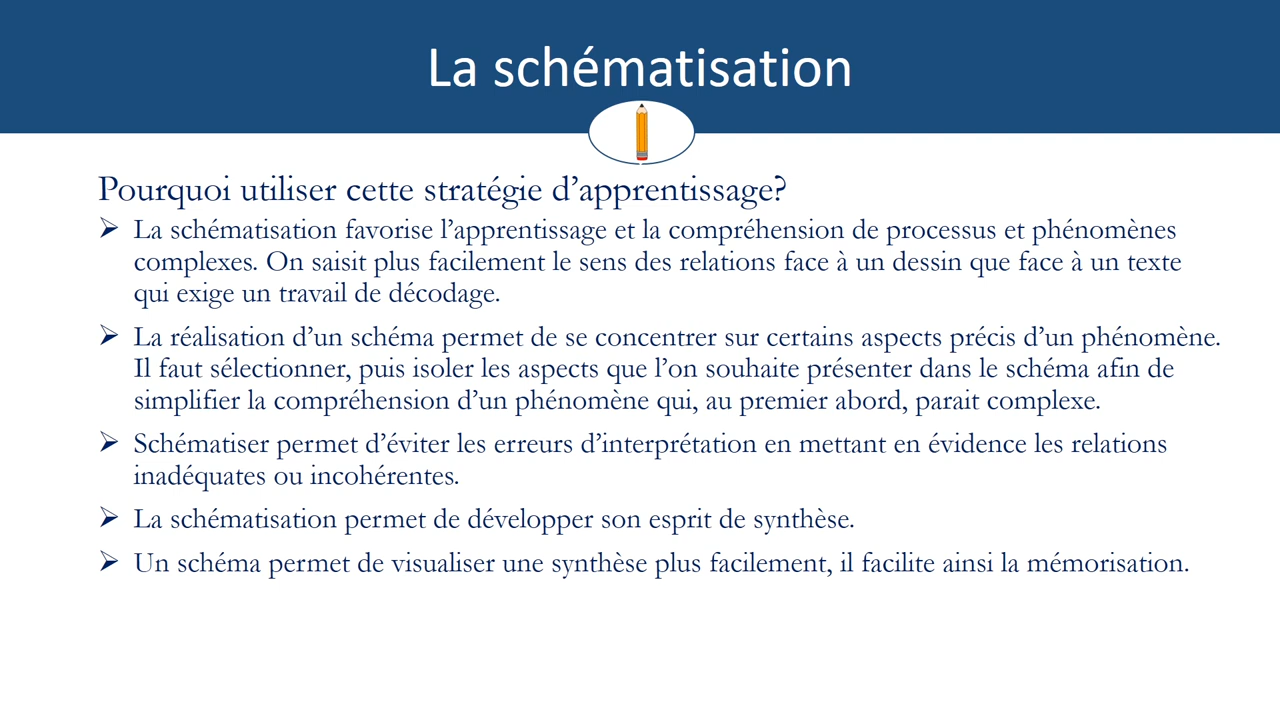 La schématisation
Pourquoi utiliser cette stratégie d’apprentissage?
➢ La schématisation favorise l’apprentissage et la compréhension de processus et phénomènes
complexes. On saisit plus facilement le sens des relations face à un dessin que face à un texte
qui exige un travail de décodage.
➢ La réalisation d’un schéma permet de se concentrer sur certains aspects précis d’un phénomène.
Il faut sélectionner, puis isoler les aspects que l’on souhaite présenter dans le schéma afin de
simplifier la compréhension d’un phénomène qui, au premier abord, parait complexe.
➢ Schématiser permet d’éviter les erreurs d’interprétation en mettant en évidence les relations
inadéquates ou incohérentes.
➢ La schématisation permet de développer son esprit de synthèse.
➢ Un schéma permet de visualiser une synthèse plus facilement, il facilite ainsi la mémorisation.